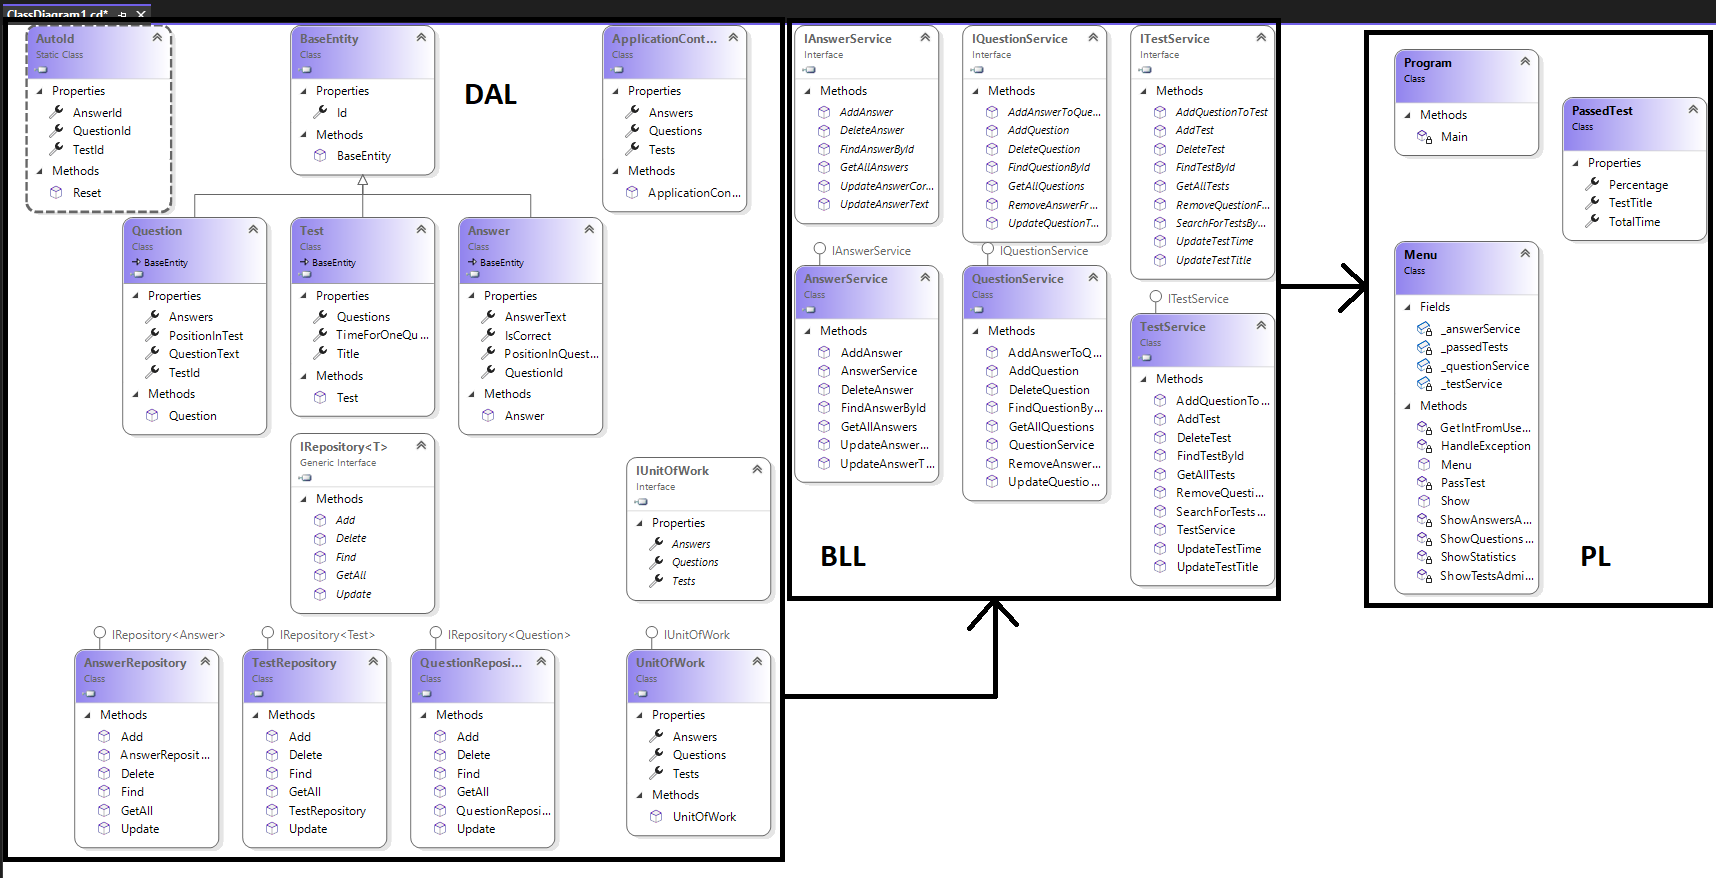 ClassDiagram1.cd*
AutoId
Static Class
Properties
AnswerId
QuestionId
TestId
Methods
Reset
BaseEntity
Class
Properties
Id
Methods
BaseEntity
ApplicationCont...
Class
Properties
Answers
Questions
Tests
Methods
ApplicationCon...
DAL
Question
Class
BaseEntity
Properties
Answers
PositionInTest
QuestionText
TestId
Methods
Question
Test
Class
BaseEntity
Properties
Questions
TimeForOneQu...
Title
Methods
Test
Answer
Class
BaseEntity
Properties
AnswerText
IsCorrect
PositionInQuest...
QuestionId
Methods
Answer
IRepository<T>
Generic Interface
Methods
Add
Delete
Find
GetAll
Update
IUnitOfWork
Interface
Properties
Answers
Questions
Tests
IRepository<Answer>
AnswerRepository
Class
Methods
Add
AnswerReposit...
Delete
Find
GetAll
Update
IRepository<Test>
TestRepository
Class
Methods
Add
Delete
Find
GetAll
TestRepository
Update
IRepository<Question>
QuestionReposi...
Class
Methods
Add
Delete
Find
GetAll
QuestionReposi...
Update
IUnitOfWork
UnitOfWork
Class
Properties
Answers
Questions
Tests
Methods
UnitOfWork
IAnswerService
Interface
Methods
AddAnswer
DeleteAnswer
FindAnswerById
GetAllAnswers
UpdateAnswerCor...
UpdateAnswerText
IQuestionService
Interface
Methods
AddAnswerToQue...
AddQuestion
DeleteQuestion
FindQuestionById
GetAllQuestions
RemoveAnswerFr...
UpdateQuestionT...
ITestService
Interface
Methods
AddQuestionToTest
AddTest
DeleteTest
FindTestById
GetAllTests
RemoveQuestionF...
SearchForTestsBy...
UpdateTestTime
UpdateTestTitle
IAnswerService
AnswerService
Class
Methods
AddAnswer
AnswerService
DeleteAnswer
FindAnswerById
GetAllAnswers
UpdateAnswer...
UpdateAnswerT...
IQuestionService
QuestionService
Class
Methods
AddAnswerToQ...
AddQuestion
DeleteQuestion
FindQuestionBy...
GetAllQuestions
QuestionService
RemoveAnswer...
UpdateQuestio...
ITestService
TestService
Class
Methods
AddQuestionTo...
AddTest
DeleteTest
FindTestById
GetAllTests
RemoveQuesti...
SearchForTests...
TestService
UpdateTestTime
UpdateTestTitle
BLL
Program
Class
Methods
Main
PassedTest
Class
Properties
Percentage
TestTitle
TotalTime
Menu
Class
Fields
_answerService
_passedTests
_questionService
_testService
Methods
GetIntFromUse...
HandleException
Menu
PassTest
Show
ShowAnswersA...
ShowQuestions...
ShowStatistics
ShowTestsAdmi...
PL